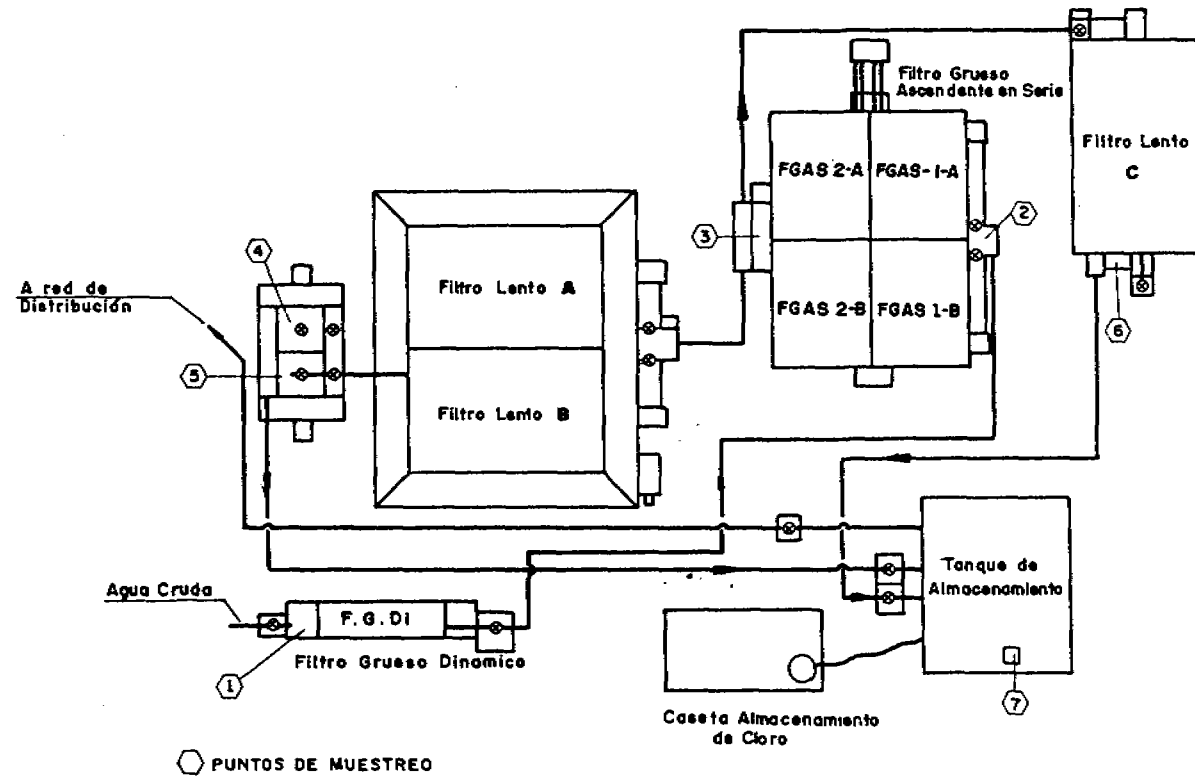 Filtro Grueso
Ascendente en Serie
FGAS 2-A
FGAS-1-A
FGAS 2-B
FGAS 1-B
Filtro Lento
C
2
3
6
4
5
A red de
Distribución
Filtro Lento A
Filtro Lento B
Agua Cruda
F.G.Di
Filtro Grueso Dinamico
1
Tanque de
Almacenamiento
7
Caseta Almacenamiento
de Cloro
PUNTOS DE MUESTREO